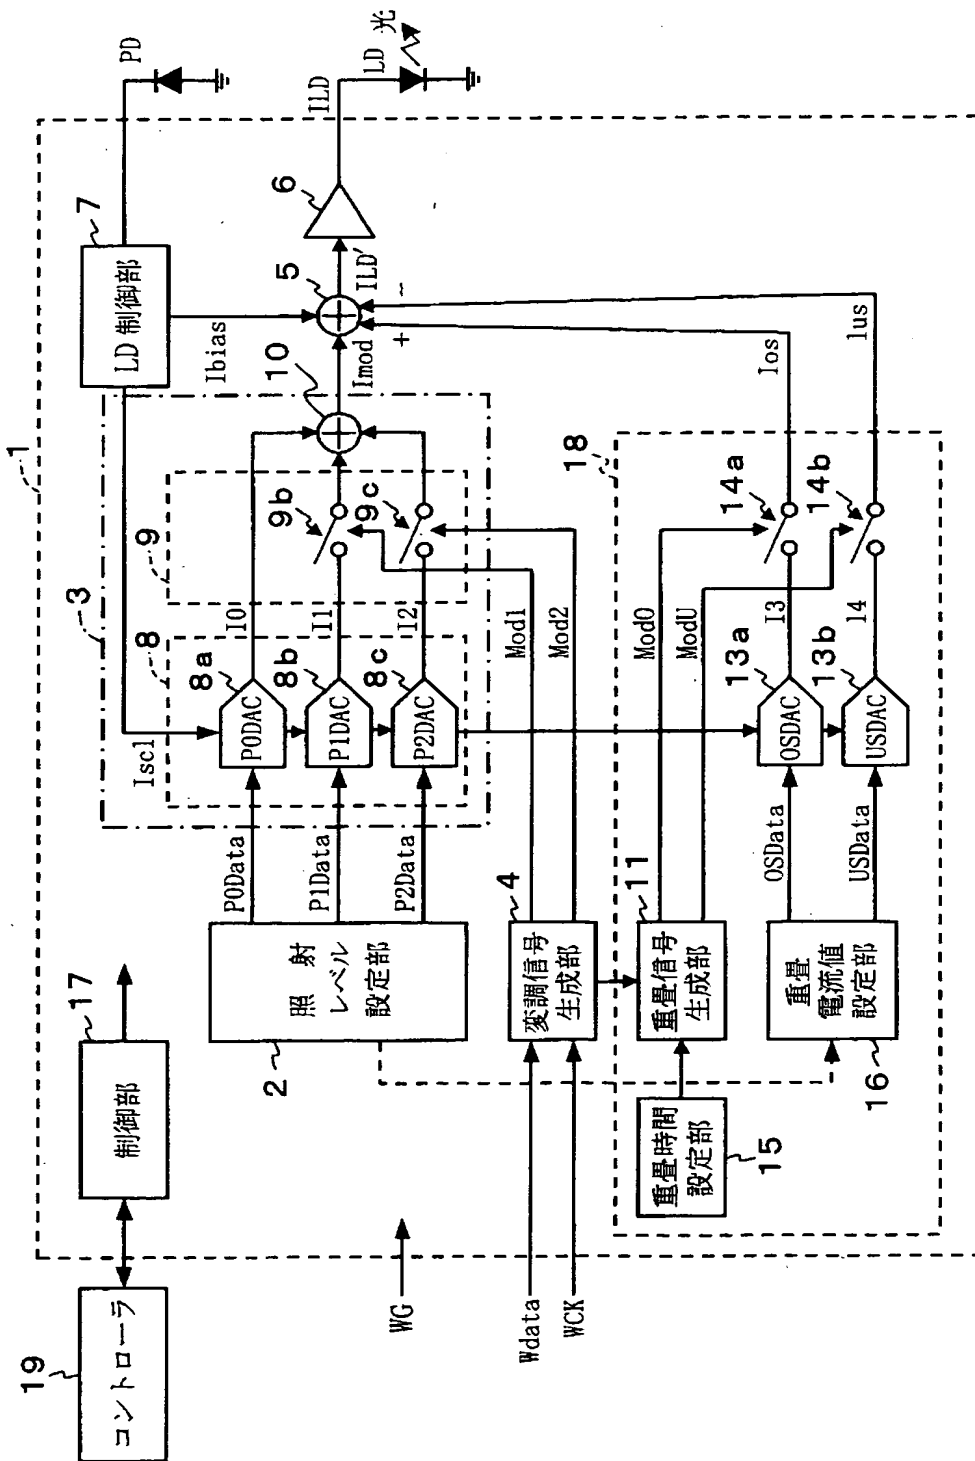 1
PD
7
LD 制御部
ILD
LD 光
6
5
ILD'
+
-
Ibias
Imod
10
Ios
Ius
3
9
9b
9c
8
8a
8b
8c
I0
I1
I2
Iscl
P0DAC
P1DAC
P2DAC
P0Data
P1Data
P2Data
Mod1
Mod2
18
14a
14b
ModO
ModU
I3
I4
13a
13b
OSDAC
USDAC
OSData
USData
照 射
レベル
設定部
2
4
変調信号
生成部
11
重畳信号
生成部
重畳
電流値
設定部
16
重畳時間
設定部
15
17
制御部
19
コントローラ
WG
Wdata
WCK